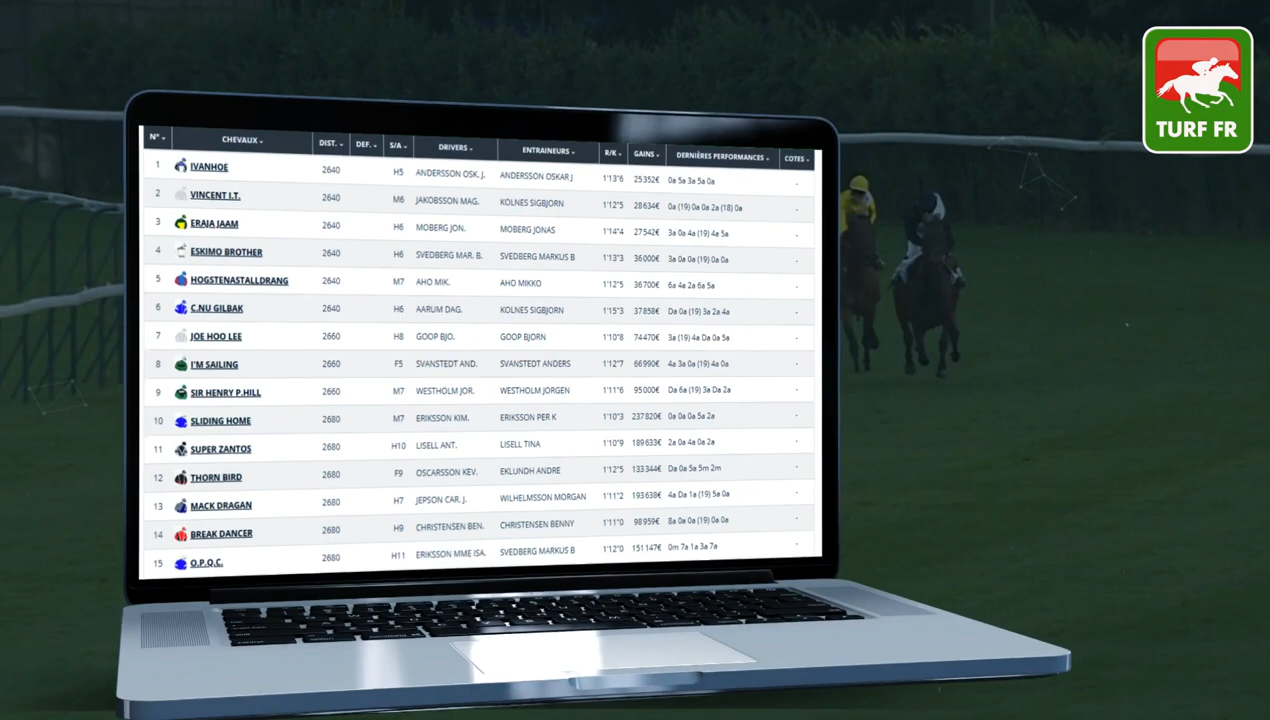 TURF FR
N° CHEVAUX DIST. DEF. S/A DRIVERS ENTRAINEURS R/K GAINS DERNIÈRES PERFORMANCES COTES
1 IVANHOE 2640 H5 ANDERSSON OSK. J. ANDERSSON OSKAR J 1'13"6 25352€ 0a 5a 3a 5a 0a -
2 VINCENT I.T. 2640 M6 JAKOBSSON MAG. KOLNES SIGBJORN 1'12"5 28634€ 0a (19) 0a 0a 2a (18) 0a -
3 ERAJA JAAM 2640 H6 MOBERG JON. MOBERG JONAS 1'14"4 27542€ 3a 0a 4a (19) 4a 5a -
4 ESKIMO BROTHER 2640 H6 SVEDBERG MAR. B. SVEDBERG MARKUS B 1'13"3 36000€ 3a 0a 0a (19) 0a 0a -
5 HOGSTENASTALLDRANG 2640 M7 AHO MIK. AHO MIKKO 1'12"5 36700€ 6a 4a 2a 6a 5a -
6 C.NU GILBAK 2640 H6 AARUM DAG. KOLNES SIGBJORN 1'15"3 37858€ Da 0a (19) 3a 2a 4a -
7 JOE HOO LEE 2660 H8 GOOP BJO. GOOP BJORN 1'10"8 74470€ 3a (19) 4a Da 0a 5a -
8 I'M SAILING 2660 F5 SVANSTEDT AND. SVANSTEDT ANDERS 1'12"7 66990€ 4a 3a 0a (19) 4a 0a -
9 SIR HENRY P.HILL 2660 M7 WESTHOLM JOR. WESTHOLM JORGEN 1'11"6 95000€ Da 6a (19) 3a Da 2a -
10 SLIDING HOME 2680 M7 ERIKSSON KIM. ERIKSSON PER K 1'10"3 237820€ 0a 0a 0a 5a 2a -
11 SUPER ZANTOS 2680 H10 LISELL ANT. LISELL TINA 1'10"9 189633€ 2a 0a 4a 0a 2a -
12 THORN BIRD 2680 F9 OSCARSSON KEV. EKLUNDH ANDRE 1'12"5 133344€ Da 0a 5a 5m 2m -
13 MACK DRAGAN 2680 H7 JEPSON CAR. J. WILHELMSSON MORGAN 1'11"2 193638€ 4a Da 1a (19) 5a 0a -
14 BREAK DANCER 2680 H9 CHRISTENSEN BEN. CHRISTENSEN BENNY 1'11"0 98959€ 8a 0a 0a (19) 0a 0a -
15 O.P.Q.C. 2680 H11 ERIKSSON MME ISA. SVEDBERG MARKUS B 1'12"0 151147€ 0m 7a 1a 3a 7a -